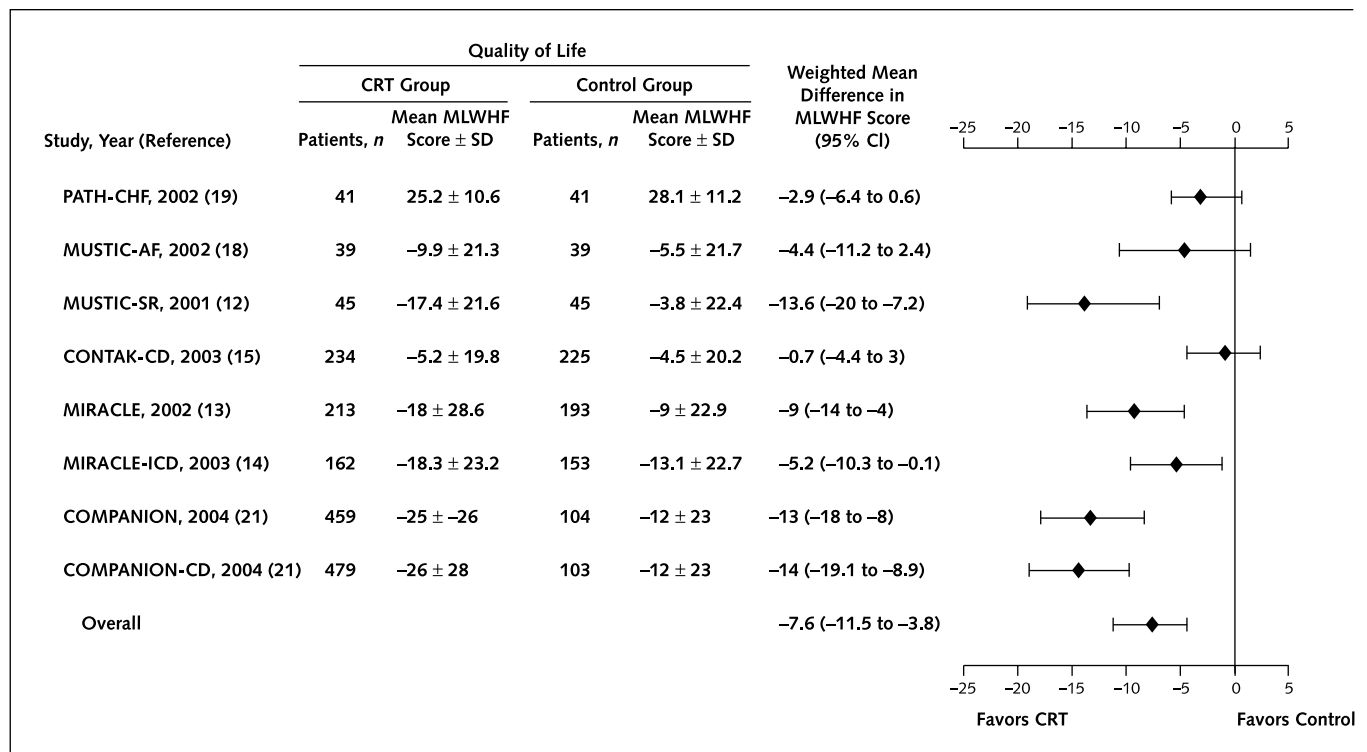 Quality of Life
CRT Group Control Group Weighted Mean
Difference in
MLWHF Score
(95% CI)
Study, Year (Reference) Patients, n Mean MLWHF
Score ± SD Patients, n Mean MLWHF
Score ± SD
–25 –20 –15 –10 –5 0 5
PATH-CHF, 2002 (19) 41 25.2 ± 10.6 41 28.1 ± 11.2 –2.9 (–6.4 to 0.6)
MUSTIC-AF, 2002 (18) 39 –9.9 ± 21.3 39 –5.5 ± 21.7 –4.4 (–11.2 to 2.4)
MUSTIC-SR, 2001 (12) 45 –17.4 ± 21.6 45 –3.8 ± 22.4 –13.6 (–20 to –7.2)
CONTAK-CD, 2003 (15) 234 –5.2 ± 19.8 225 –4.5 ± 20.2 –0.7 (–4.4 to 3)
MIRACLE, 2002 (13) 213 –18 ± 28.6 193 –9 ± 22.9 –9 (–14 to –4)
MIRACLE-ICD, 2003 (14) 162 –18.3 ± 23.2 153 –13.1 ± 22.7 –5.2 (–10.3 to –0.1)
COMPANION, 2004 (21) 459 –25 ± –26 104 –12 ± 23 –13 (–18 to –8)
COMPANION-CD, 2004 (21) 479 –26 ± 28 103 –12 ± 23 –14 (–19.1 to –8.9)
Overall –7.6 (–11.5 to –3.8)
–25 –20 –15 –10 –5 0 5
Favors CRT Favors Control